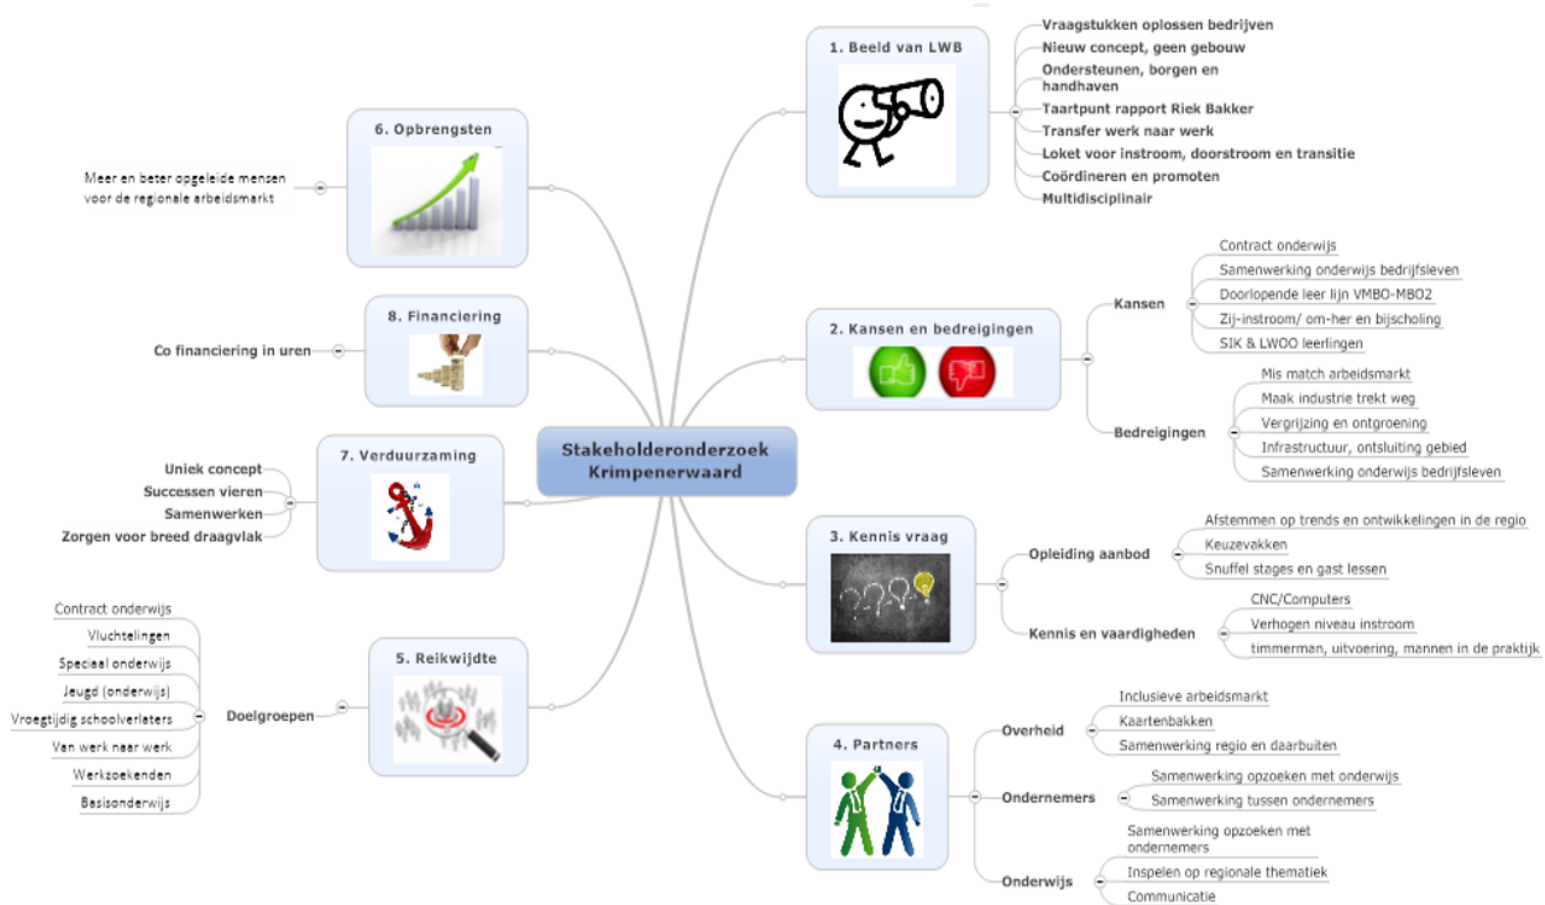 Stakeholderonderzoek
Krimpenerwaard
1. Beeld van LWB
Vraagstukken oplossen bedrijven
Nieuw concept, geen gebouw
Ondersteunen, borgen en
handhaven
Taartpunt rapport Riek Bakker
Transfer werk naar werk
Loket voor instroom, doorstroom en transitie
Coördineren en promoten
Multidisciplinair
2. Kansen en bedreigingen
Kansen
Contract onderwijs
Samenwerking onderwijs bedrijfsleven
Doorlopende leer lijn VMBO-MBO2
Zij-instroom/ om-her en bijscholing
SIK & LWOO leerlingen
Bedreigingen
Mis match arbeidsmarkt
Maak industrie trekt weg
Vergrijzing en ontgroening
Infrastructuur, ontsluiting gebied
Samenwerking onderwijs bedrijfsleven
3. Kennis vraag
Opleiding aanbod
Afstemmen op trends en ontwikkelingen in de regio
Keuzevakken
Snuffel stages en gast lessen
Kennis en vaardigheden
CNC/Computers
Verhogen niveau instroom
timmerman, uitvoering, mannen in de praktijk
4. Partners
Overheid
Inclusieve arbeidsmarkt
Kaartenbakken
Samenwerking regio en daarbuiten
Ondernemers
Samenwerking opzoeken met onderwijs
Samenwerking tussen ondernemers
Onderwijs
Samenwerking opzoeken met
ondernemers
Inspelen op regionale thematiek
Communicatie
5. Reikwijdte
Doelgroepen
Contract onderwijs
Vluchtelingen
Speciaal onderwijs
Jeugd (onderwijs)
Vroegtijdig schoolverlaters
Van werk naar werk
Werkzoekenden
Basisonderwijs
6. Opbrengsten
Meer en beter opgeleide mensen
voor de regionale arbeidsmarkt
7. Verduurzaming
Uniek concept
Successen vieren
Samenwerken
Zorgen voor breed draagvlak
8. Financiering
Co financiering in uren